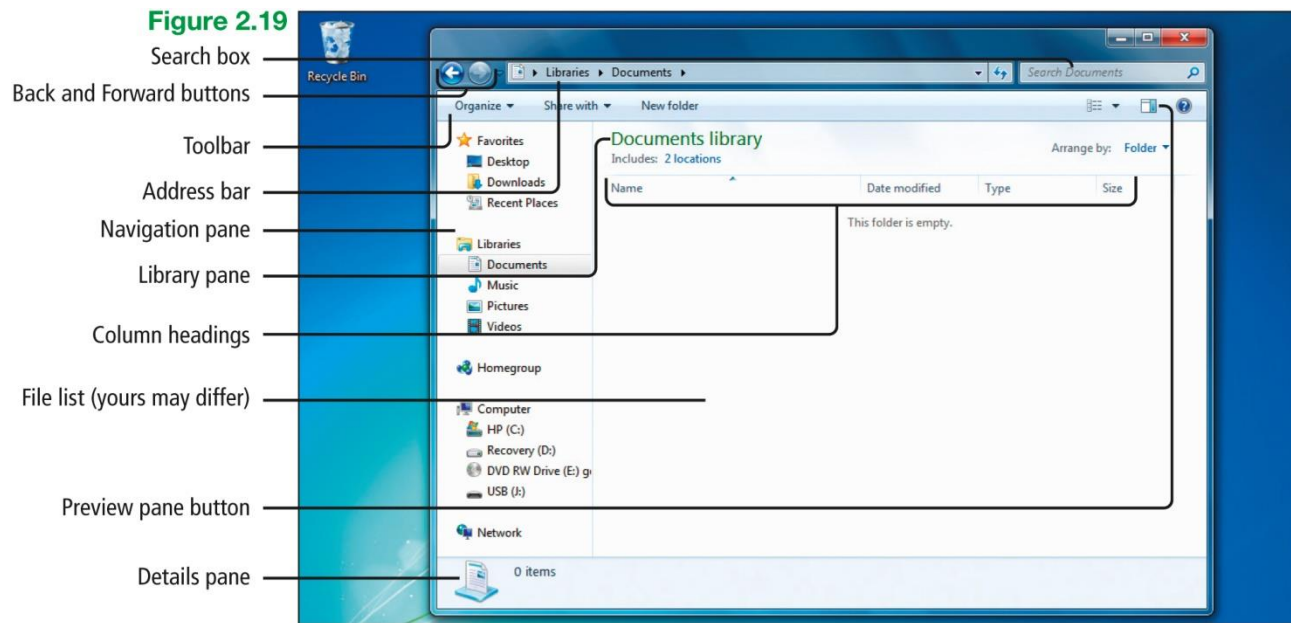 Figure 2.19
Search box
Back and Forward buttons
Toolbar
Address bar
Navigation pane
Library pane
Column headings
File list (yours may differ)
Preview pane button
Details pane
Recycle Bin
Libraries Documents
Search Documents
Organize Share with New folder
Favorites
Desktop
Downloads
Recent Places
Libraries
Documents
Music
Pictures
Videos
Homegroup
Computer
HP (C:)
Recovery (D:)
DVD RW Drive (E:) g
USB (J:)
Network
Documents library
Includes: 2 locations
Arrange by: Folder
Name Date modified Type Size
This folder is empty.
0 items